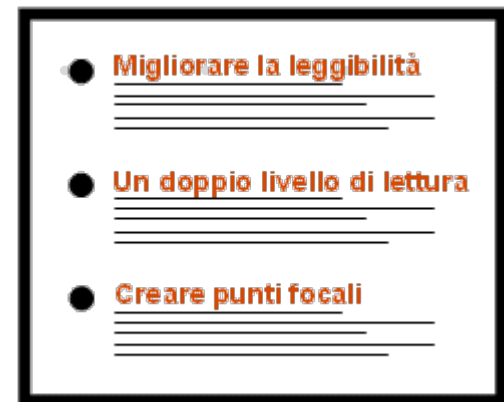 Migliorare la leggibilità
Un doppio livello di lettura
Creare punti focali